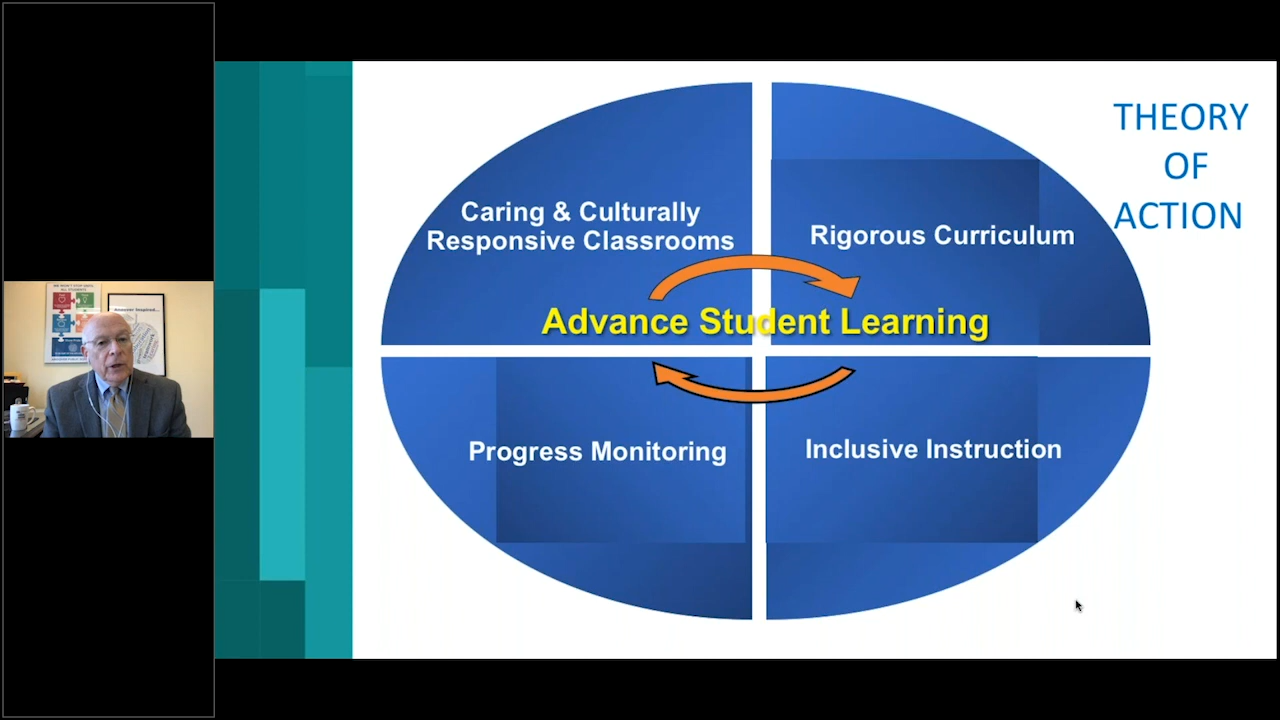 THEORY
OF
ACTION
Caring & Culturally
Responsive Classrooms
Rigorous Curriculum
Advance Student Learning
Progress Monitoring
Inclusive Instruction